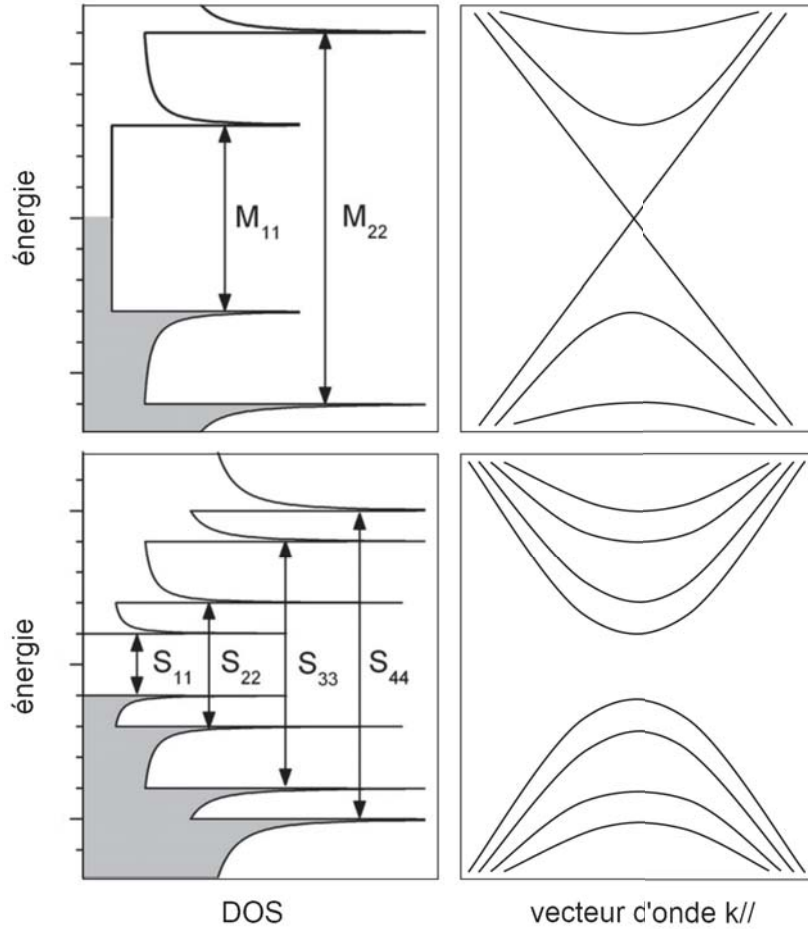 énergie
M₁₁
M₂₂
énergie
S₁₁
S₂₂
S₃₃
S₄₄
DOS
vecteur d'onde k//